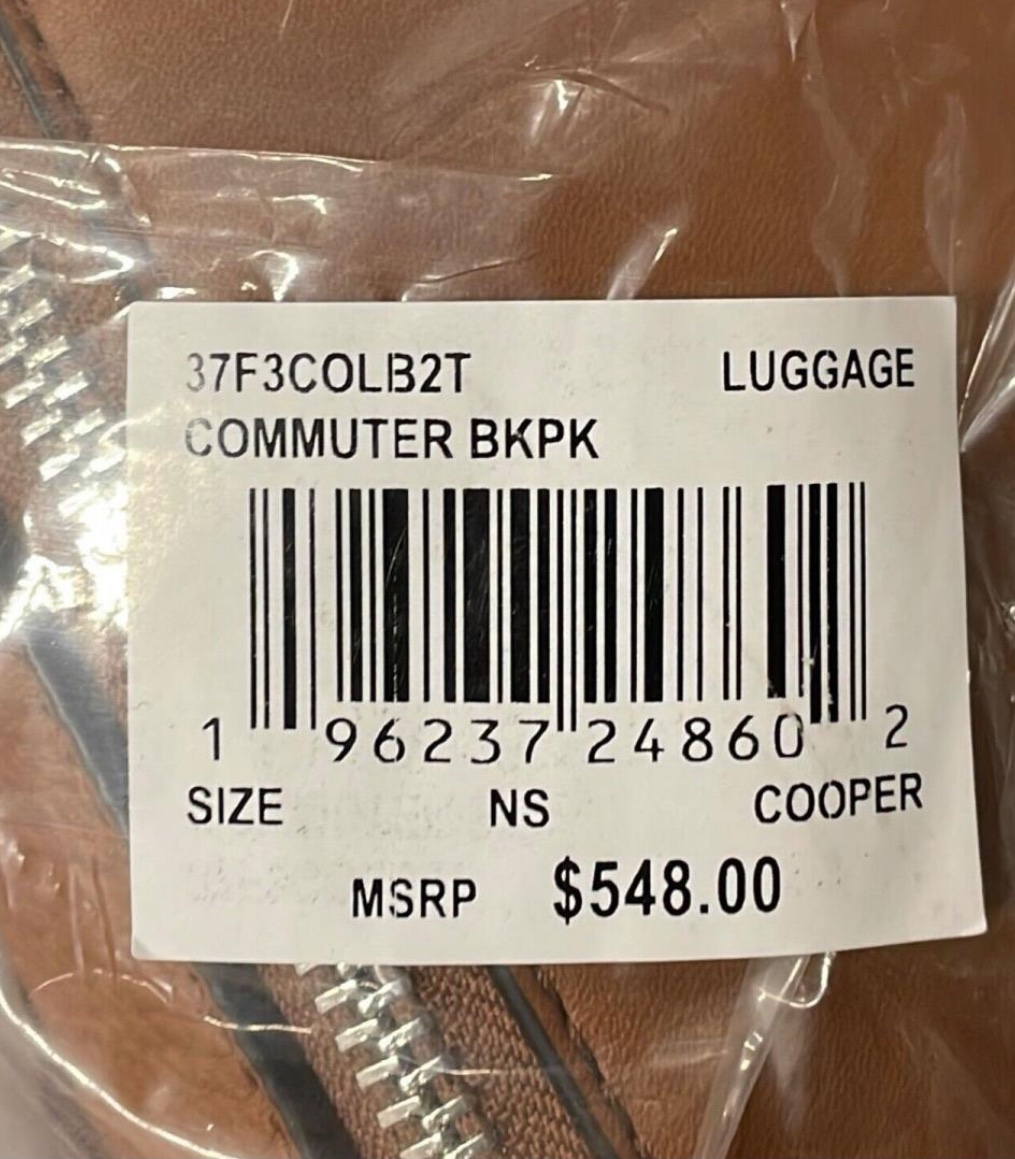 37F3COLB2T LUGGAGE
COMMUTER BKPK
1 96237 24860 2
SIZE NS COOPER
MSRP $548.00